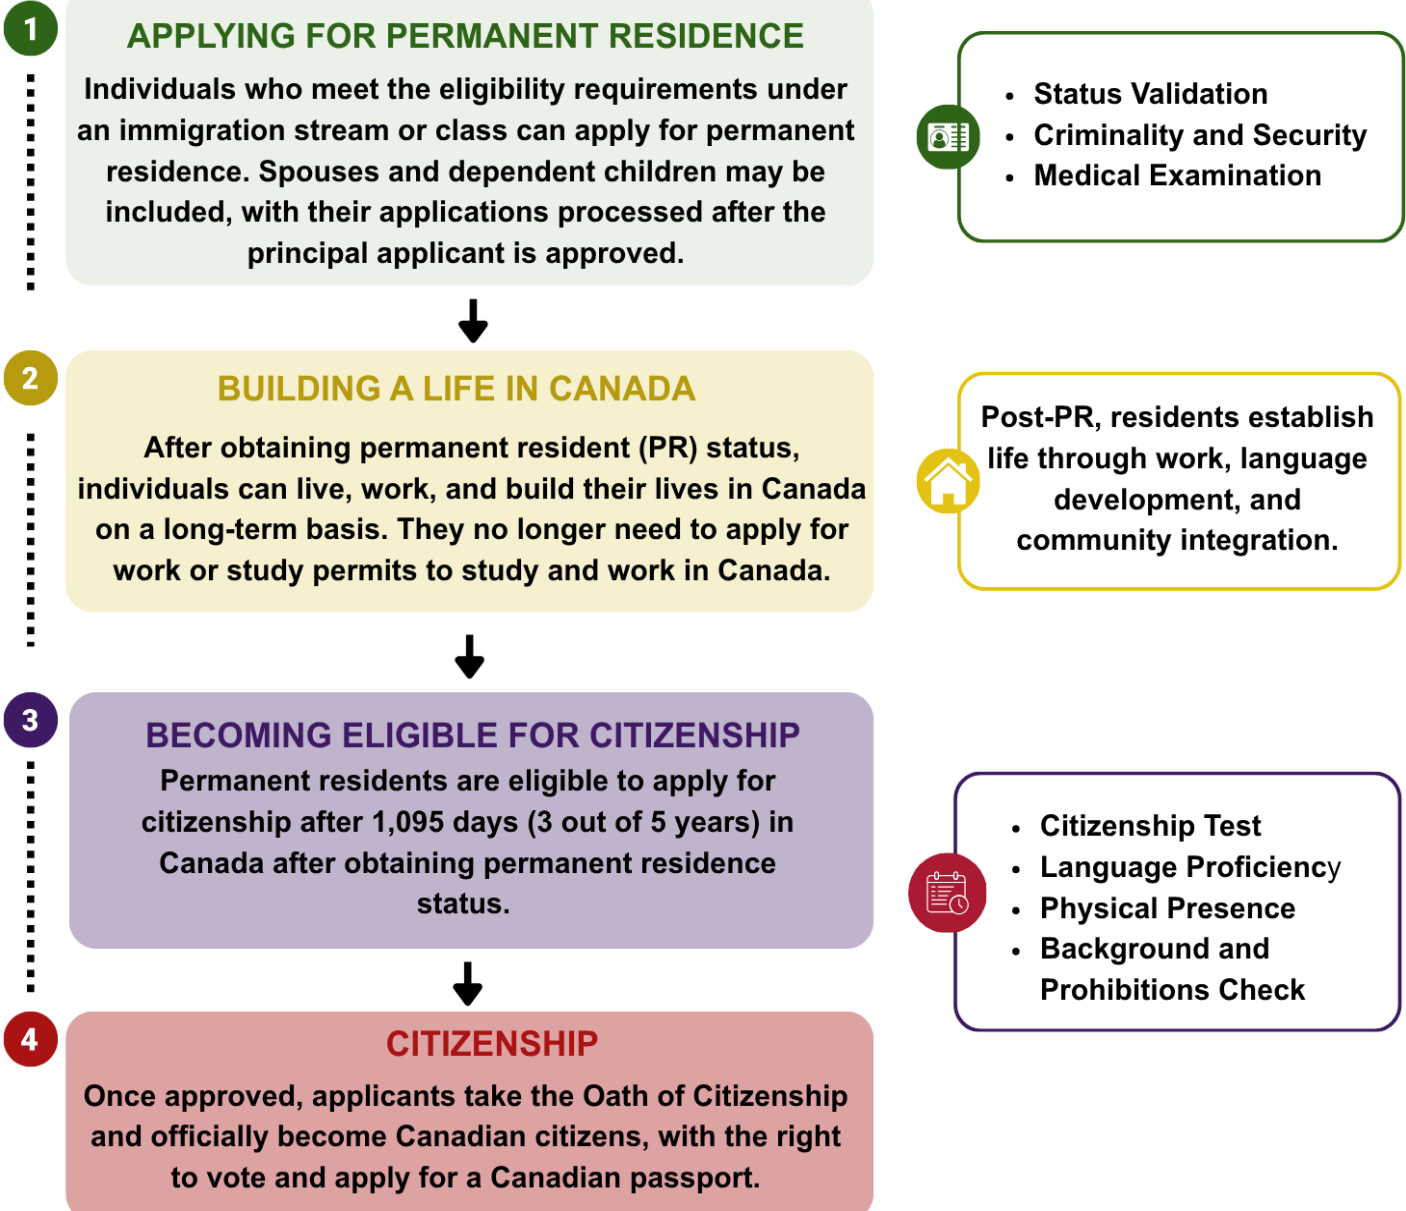 1
APPLYING FOR PERMANENT RESIDENCE
Individuals who meet the eligibility requirements under
an immigration stream or class can apply for permanent
residence. Spouses and dependent children may be
included, with their applications processed after the
principal applicant is approved.
• Status Validation
• Criminality and Security
• Medical Examination
2
BUILDING A LIFE IN CANADA
After obtaining permanent resident (PR) status,
individuals can live, work, and build their lives in Canada
on a long-term basis. They no longer need to apply for
work or study permits to study and work in Canada.
Post-PR, residents establish
life through work, language
development, and
community integration.
3
BECOMING ELIGIBLE FOR CITIZENSHIP
Permanent residents are eligible to apply for
citizenship after 1,095 days (3 out of 5 years) in
Canada after obtaining permanent residence
status.
• Citizenship Test
• Language Proficiency
• Physical Presence
• Background and
Prohibitions Check
4
CITIZENSHIP
Once approved, applicants take the Oath of Citizenship
and officially become Canadian citizens, with the right
to vote and apply for a Canadian passport.